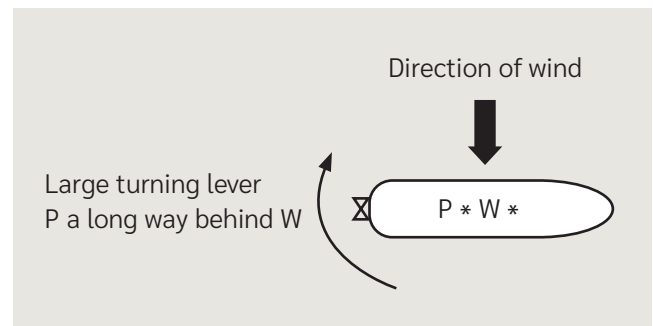 Direction of wind
Large turning lever
P a long way behind W
P * W *